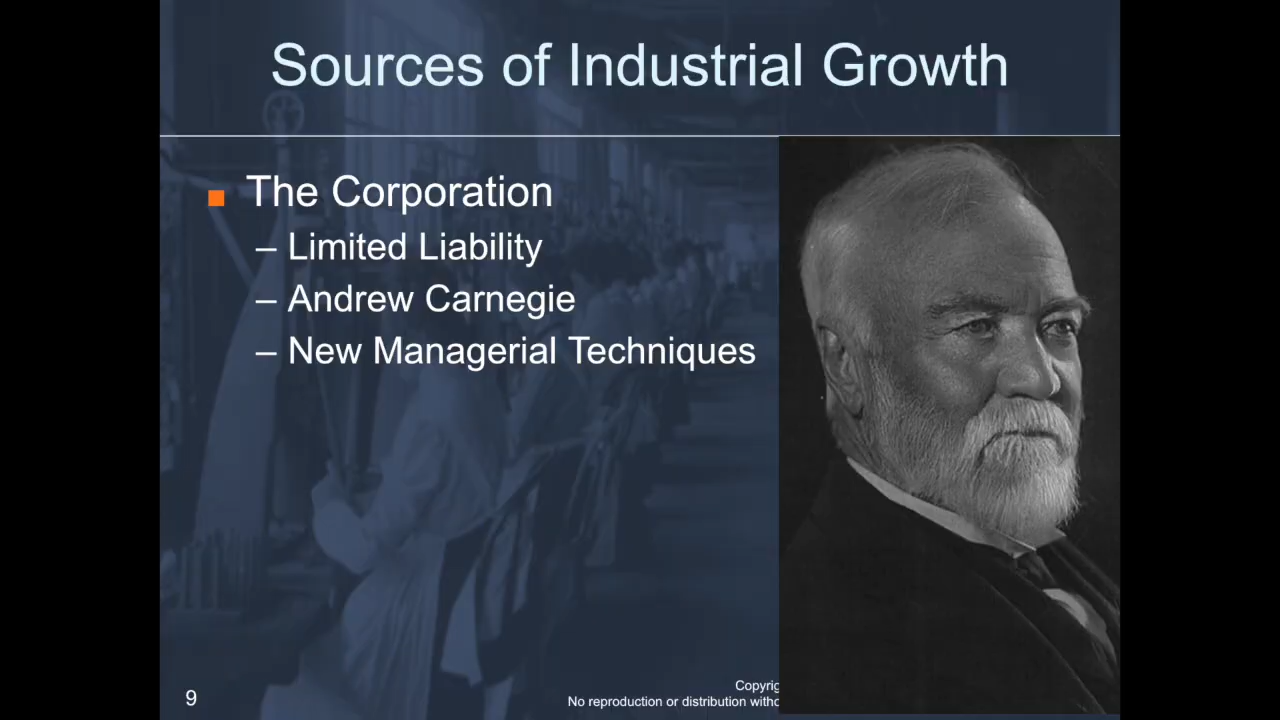 Sources of Industrial Growth
The Corporation
– Limited Liability
– Andrew Carnegie
– New Managerial Techniques
9
No reproduction or distribution